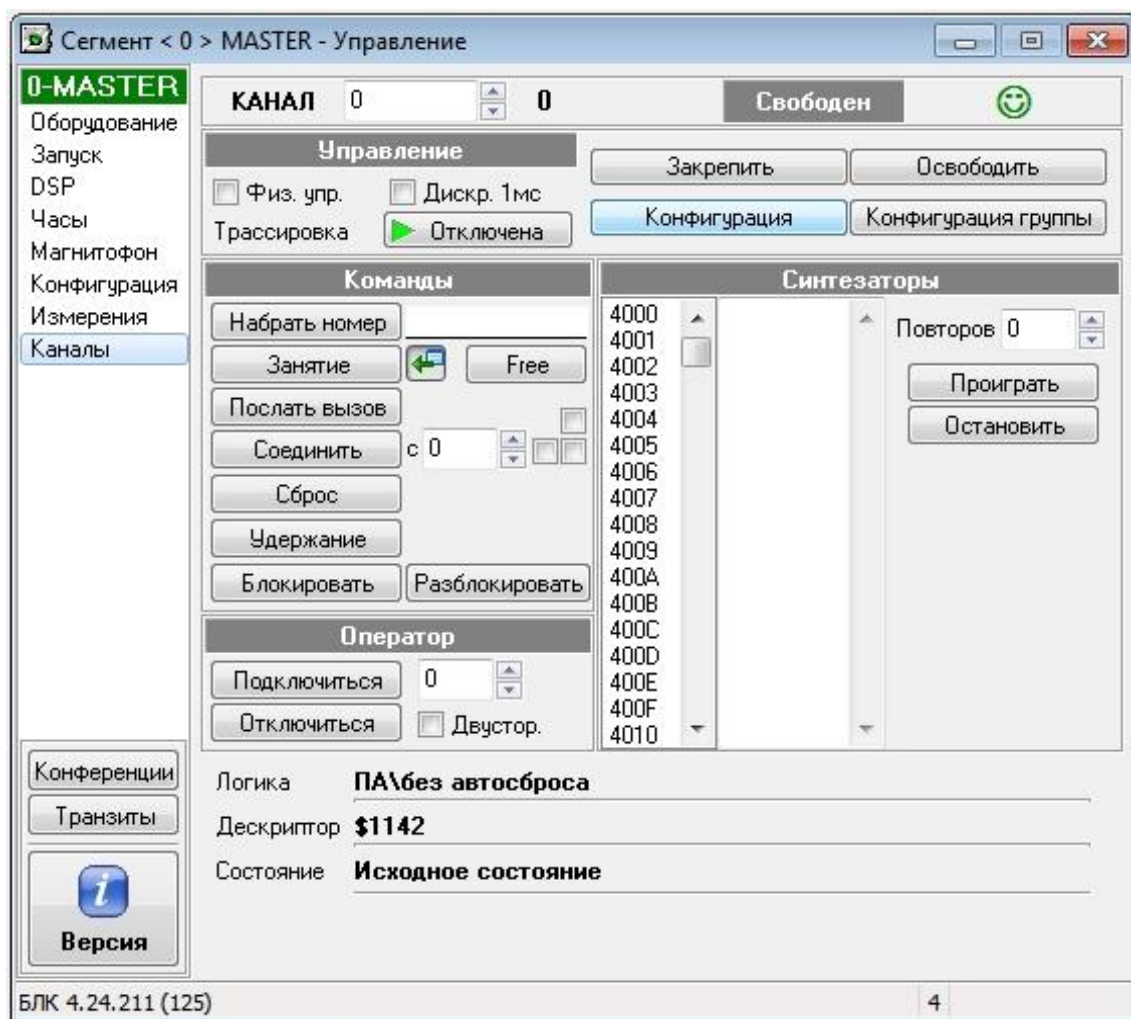 Сегмент < 0 > MASTER - Управление
0-MASTER
Оборудование
Запуск
DSP
Часы
Магнитофон
Конфигурация
Измерения
Каналы
КАНАЛ 0 0 Свободен
Управление
Физ. упр. Дискр. 1мс
Трассировка Отключена
Закрепить Освободить
Конфигурация Конфигурация группы
Команды
Набрать номер
Занятие Free
Послать вызов
Соединить с 0
Сброс
Удержание
Блокировать Разблокировать
Оператор
Подключиться 0
Отключиться Двустор.
Синтезаторы
4000
4001
4002
4003
4004
4005
4006
4007
4008
4009
400A
400B
400C
400D
400E
400F
4010
Повторов 0
Проиграть
Остановить
Конференции
Транзиты
i
Версия
Логика ПА\без автосброса
Дескриптор $1142
Состояние Исходное состояние
БЛК 4.24.211 (125) 4